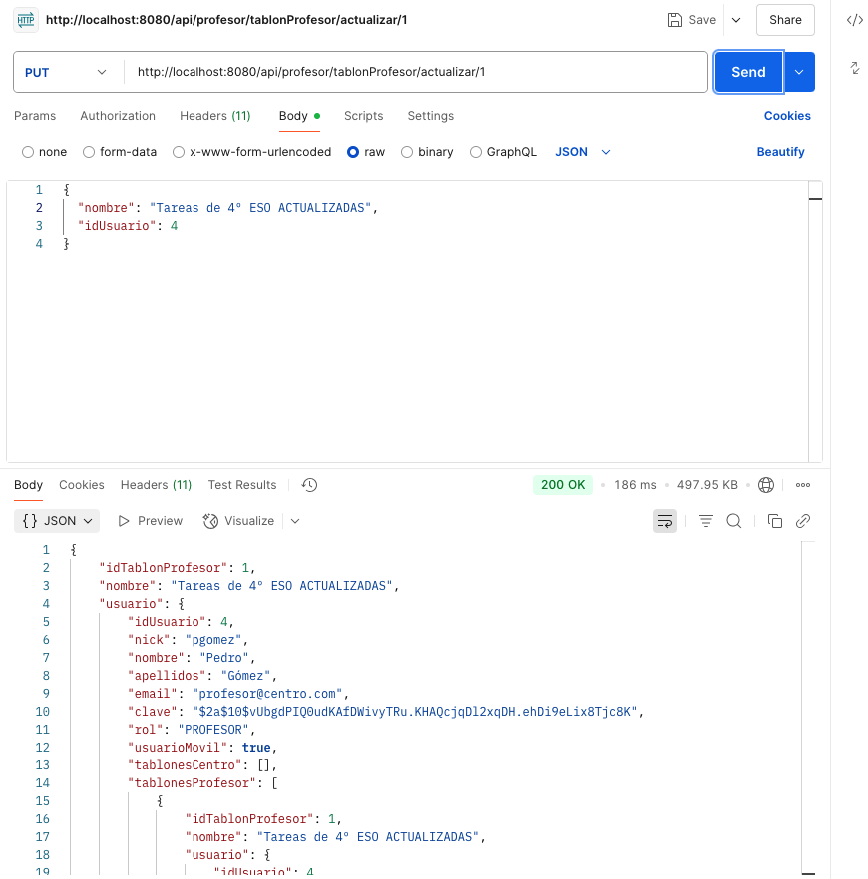 HTTP http://localhost:8080/api/profesor/tablonProfesor/actualizar/1 Save Share
PUT http://localhost:8080/api/profesor/tablonProfesor/actualizar/1 Send
Params Authorization Headers (11) Body Scripts Settings Cookies
none form-data x-www-form-urlencoded raw binary GraphQL JSON Beautify
1 {
2 "nombre": "Tareas de 4º ESO ACTUALIZADAS",
3 "idUsuario": 4
4 }
Body Cookies Headers (11) Test Results 200 OK • 186 ms • 497.95 KB •
{} JSON Preview Visualize
1 {
2 "idTablonProfesor": 1,
3 "nombre": "Tareas de 4º ESO ACTUALIZADAS",
4 "usuario": {
5 "idUsuario": 4,
6 "nick": "pgomez",
7 "nombre": "Pedro",
8 "apellidos": "Gómez",
9 "email": "profesor@centro.com",
10 "clave": "$2a$10$vUbgdPIQ0udKAfDWivyTRu.KHAQcjqDl2xqDH.ehDi9eLix8Tjc8K",
11 "rol": "PROFESOR",
12 "usuarioMovil": true,
13 "tablonesCentro": [],
14 "tablonesProfesor": [
15 {
16 "idTablonProfesor": 1,
17 "nombre": "Tareas de 4º ESO ACTUALIZADAS",
18 "usuario": {
19 "idUsuario": 4